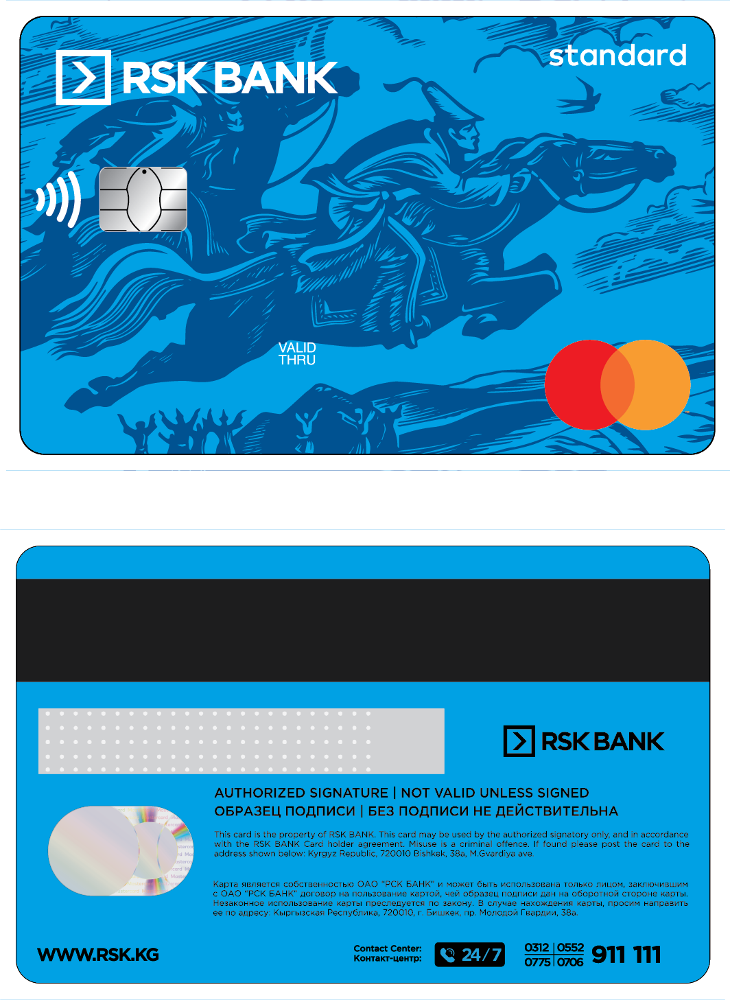 RSK BANK
standard
VALID
THRU
RSK BANK
AUTHORIZED SIGNATURE | NOT VALID UNLESS SIGNED
ОБРАЗЕЦ ПОДПИСИ | БЕЗ ПОДПИСИ НЕ ДЕЙСТВИТЕЛЬНА
This card is the property of RSK BANK. This card may be used by the authorized signatory only, and in accordance
with the RSK BANK Card holder agreement. Misuse is a criminal offence. If found please post the card to the
address shown below: Kyrgyz Republic, 720010 Bishkek, 38a, M.Gvardiya ave.
Карта является собственностью ОАО "РСК БАНК" и может быть использована только лицом, заключившим
с ОАО "РСК БАНК" договор на пользование картой, чей образец подписи дан на оборотной стороне карты.
Незаконное использование карты преследуется по закону. В случае нахождения карты, просим направить
ее по адресу: Кыргызская Республика, 720010, г. Бишкек, пр. Молодой Гвардии, 38а.
WWW.RSK.KG
Contact Center:
Контакт-центр:
24/7
0312 | 0552
0775 | 0706
911 111